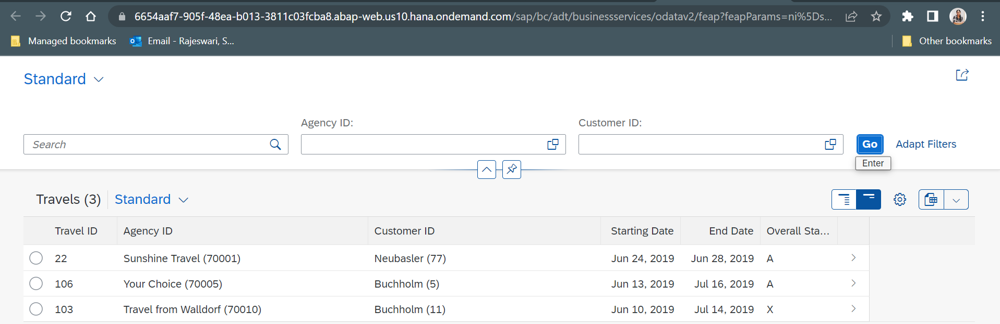 6654aaf7-905f-48ea-b013-3811c03fcba8.abap-web.us10.hana.ondemand.com/sap/bc/adt/businessservices/odatav2/feap?feapParams=ni%5Ds...
Managed bookmarks Email - Rajeswari, S... Other bookmarks
Standard
Agency ID: Customer ID:
Search Go Adapt Filters
Enter
Travels (3) Standard
Travel ID Agency ID Customer ID Starting Date End Date Overall Sta...
22 Sunshine Travel (70001) Neubasler (77) Jun 24, 2019 Jun 28, 2019 A
106 Your Choice (70005) Buchholm (5) Jun 13, 2019 Jul 16, 2019 A
103 Travel from Walldorf (70010) Buchholm (11) Jun 10, 2019 Jul 14, 2019 X